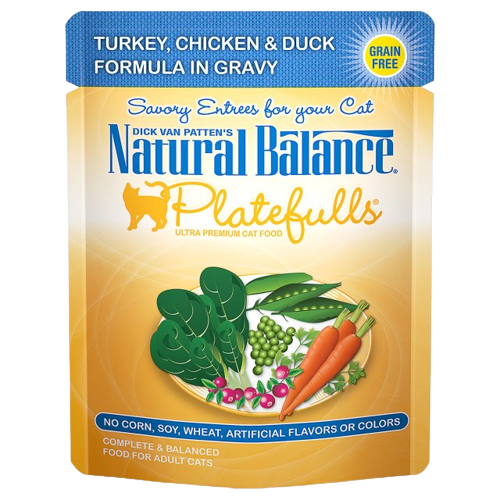 TURKEY, CHICKEN & DUCK
FORMULA IN GRAVY
GRAIN
FREE
Savory Entrees for your Cat
DICK VAN PATTEN'S
Natural Balance®
Platefulls®
ULTRA PREMIUM CAT FOOD
NO CORN, SOY, WHEAT, ARTIFICIAL FLAVORS OR COLORS
COMPLETE & BALANCED
FOOD FOR ADULT CATS